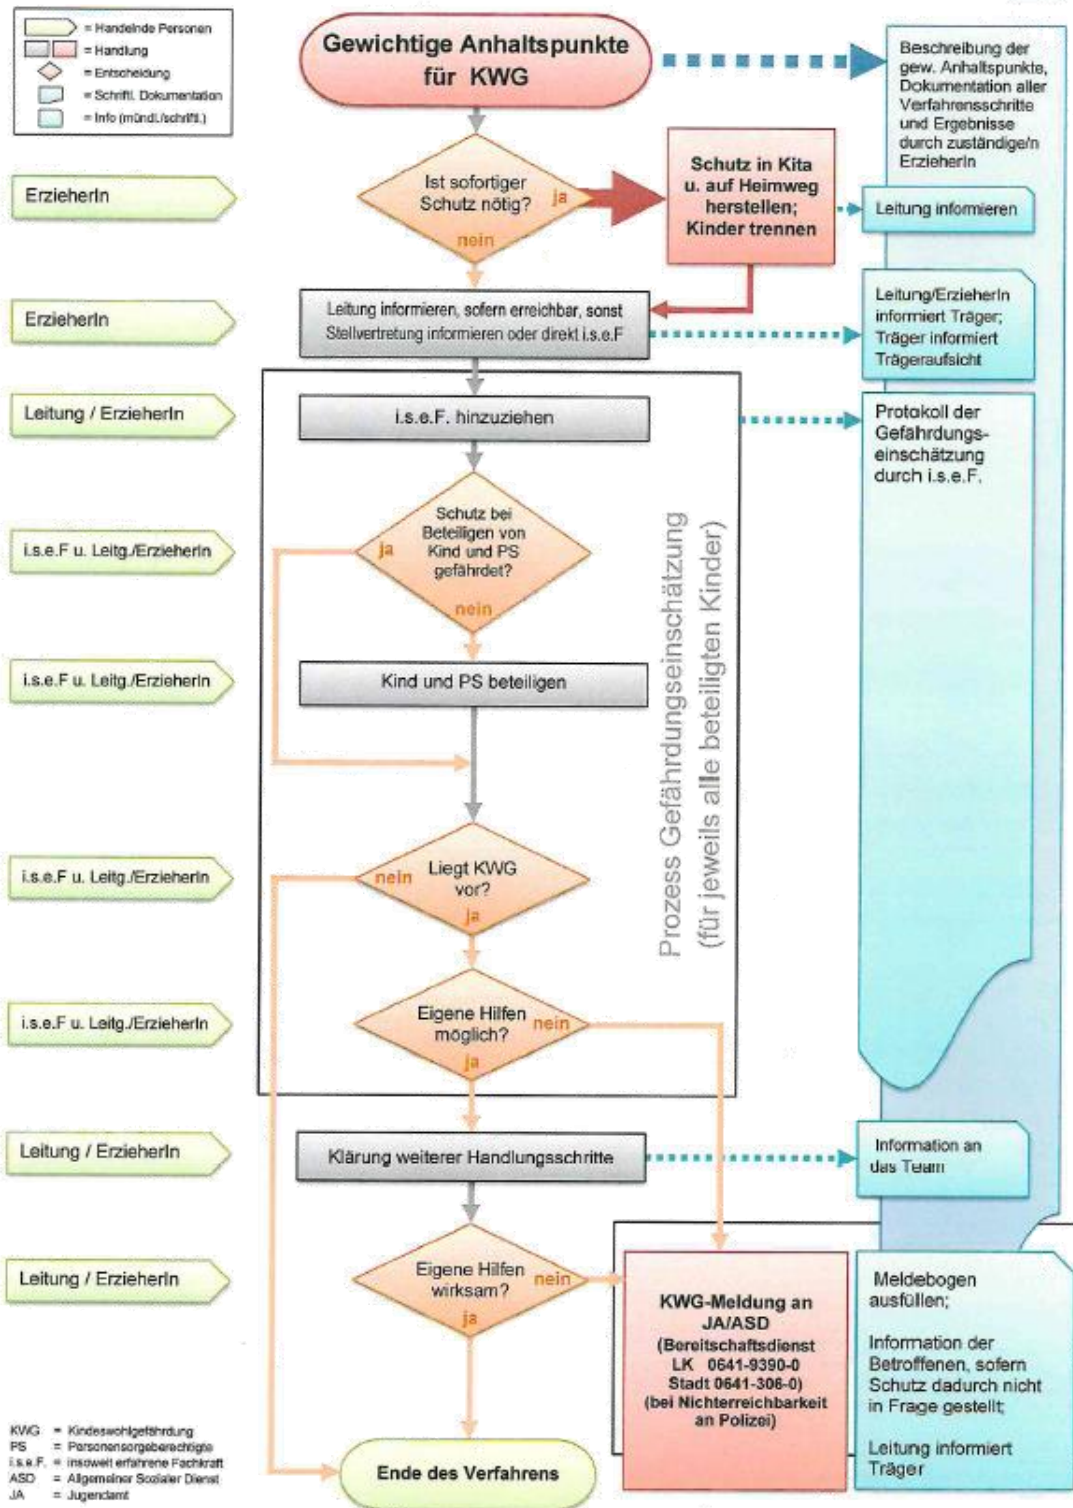 = Handelnde Personen
= Handlung
= Entscheidung
= Schriftl. Dokumentation
= Info (mündl./schriftl.)
Gewichtige Anhaltspunkte
für KWG
Beschreibung der
gew. Anhaltspunkte,
Dokumentation aller
Verfahrensschritte
und Ergebnisse
durch zuständige/n
ErzieherIn
ErzieherIn
Ist sofortiger
Schutz nötig?
ja
nein
Schutz in Kita
u. auf Heimweg
herstellen;
Kinder trennen
Leitung informieren
ErzieherIn
Leitung informieren, sofern erreichbar, sonst
Stellvertretung informieren oder direkt i.s.e.F
Leitung/ErzieherIn
informiert Träger;
Träger informiert
Trägeraufsicht
Leitung / ErzieherIn
i.s.e.F. hinzuziehen
Protokoll der
Gefährdungs-
einschätzung
durch i.s.e.F.
i.s.e.F u. Leitg./ErzieherIn
Schutz bei
Beteiligen von
Kind und PS
gefährdet?
ja
nein
Prozess Gefährdungseinschätzung
(für jeweils alle beteiligten Kinder)
i.s.e.F u. Leitg./ErzieherIn
Kind und PS beteiligen
i.s.e.F u. Leitg./ErzieherIn
Liegt KWG
vor?
nein
ja
i.s.e.F u. Leitg./ErzieherIn
Eigene Hilfen
möglich?
nein
ja
Leitung / ErzieherIn
Klärung weiterer Handlungsschritte
Information an
das Team
Leitung / ErzieherIn
Eigene Hilfen
wirksam?
nein
ja
KWG-Meldung an
JA/ASD
(Bereitschaftsdienst
LK 0641-9390-0
Stadt 0641-306-0)
(bei Nichterreichbarkeit
an Polizei)
Meldebogen
ausfüllen;
Information der
Betroffenen, sofern
Schutz dadurch nicht
in Frage gestellt;
Leitung informiert
Träger
Ende des Verfahrens
KWG = Kindeswohlgefährdung
PS = Personensorgeberechtigte
i.s.e.F. = insoweit erfahrene Fachkraft
ASD = Allgemeiner Sozialer Dienst
JA = Jugendamt